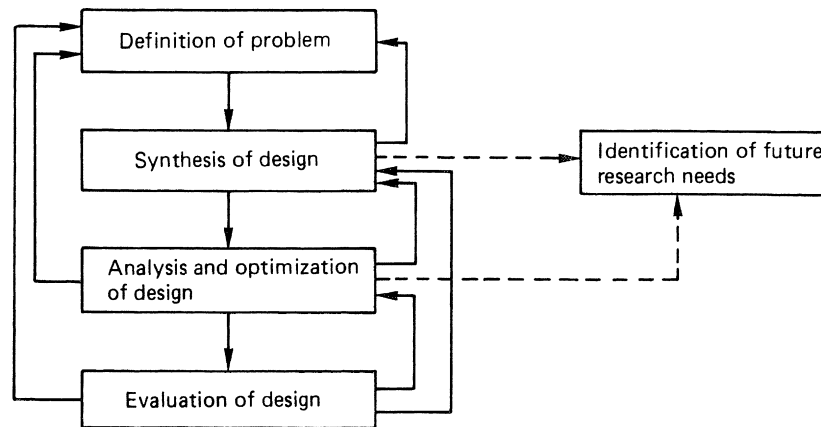 Definition of problem
Synthesis of design
Identification of future
research needs
Analysis and optimization
of design
Evaluation of design